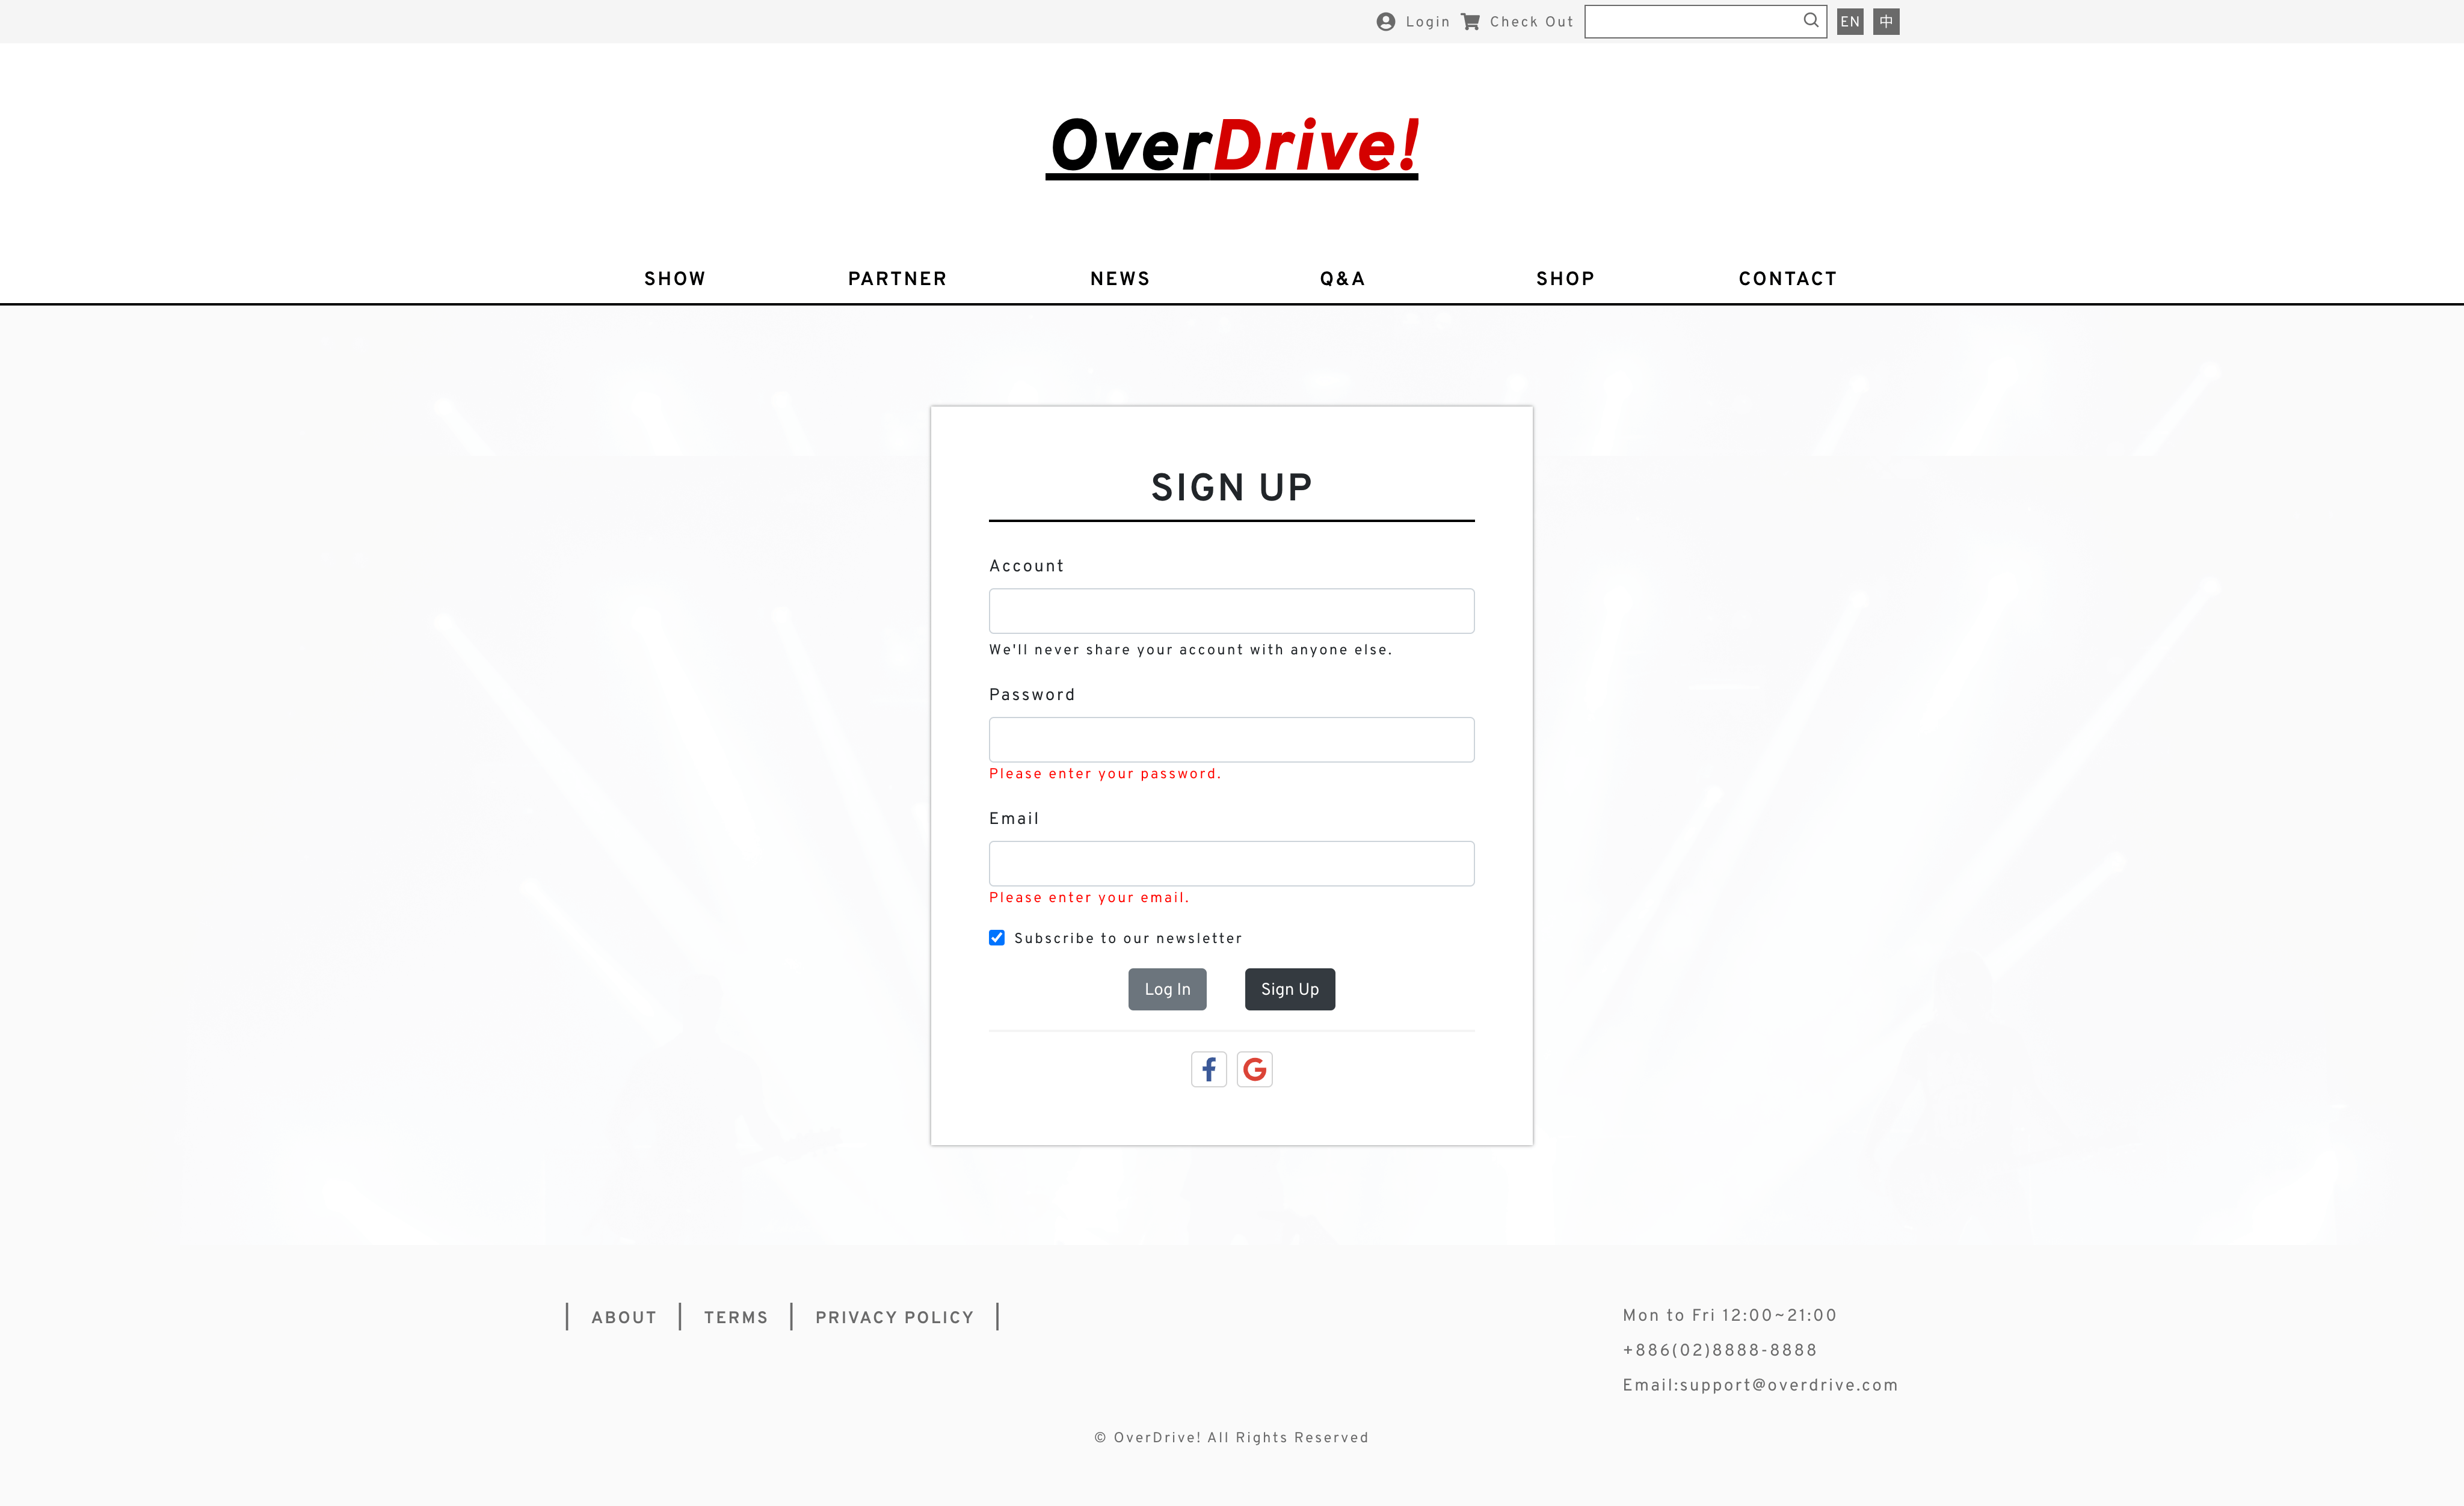 Login Check Out EN 中
OverDrive!
SHOW PARTNER NEWS Q&A SHOP CONTACT
SIGN UP
Account
We'll never share your account with anyone else.
Password
Please enter your password.
Email
Please enter your email.
Subscribe to our newsletter
Log In Sign Up
ABOUT TERMS PRIVACY POLICY
Mon to Fri 12:00~21:00
+886(02)8888-8888
Email:support@overdrive.com
© OverDrive! All Rights Reserved